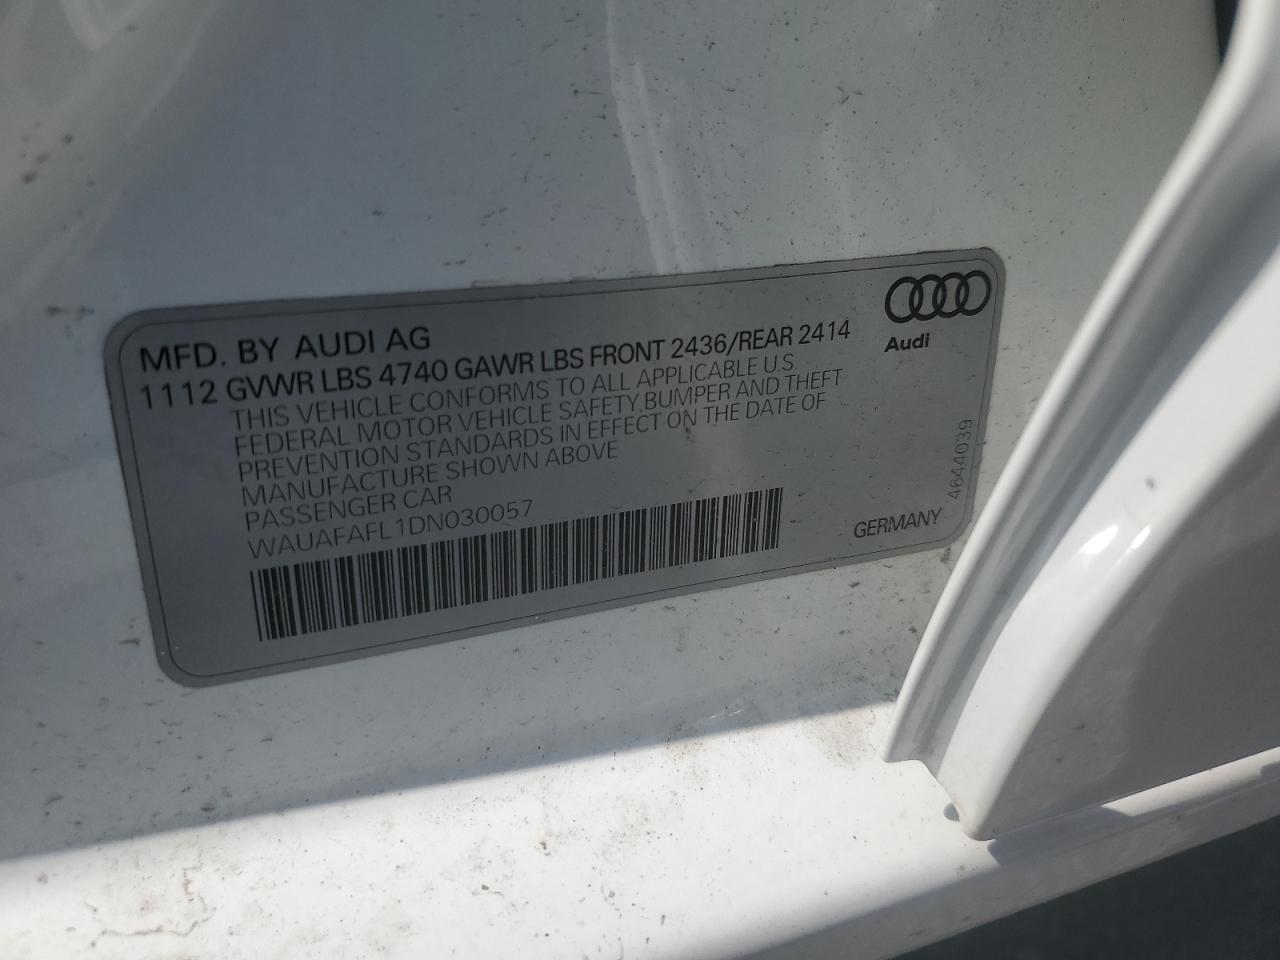 MFD. BY AUDI AG
1112 GVWR LBS 4740 GAWR LBS FRONT 2436/REAR 2414
THIS VEHICLE CONFORMS TO ALL APPLICABLE U.S.
FEDERAL MOTOR VEHICLE SAFETY,BUMPER AND THEFT
PREVENTION STANDARDS IN EFFECT ON THE DATE OF
MANUFACTURE SHOWN ABOVE
PASSENGER CAR
WAUAFAFL1DN030057
Audi
4644039
GERMANY